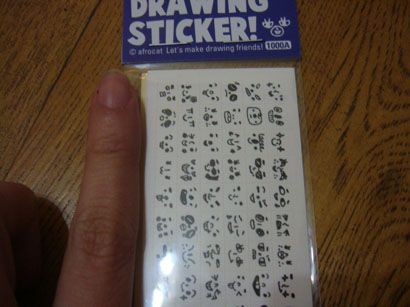 DRAWING
STICKER!
© afrocat Let's make drawing friends! 1000A